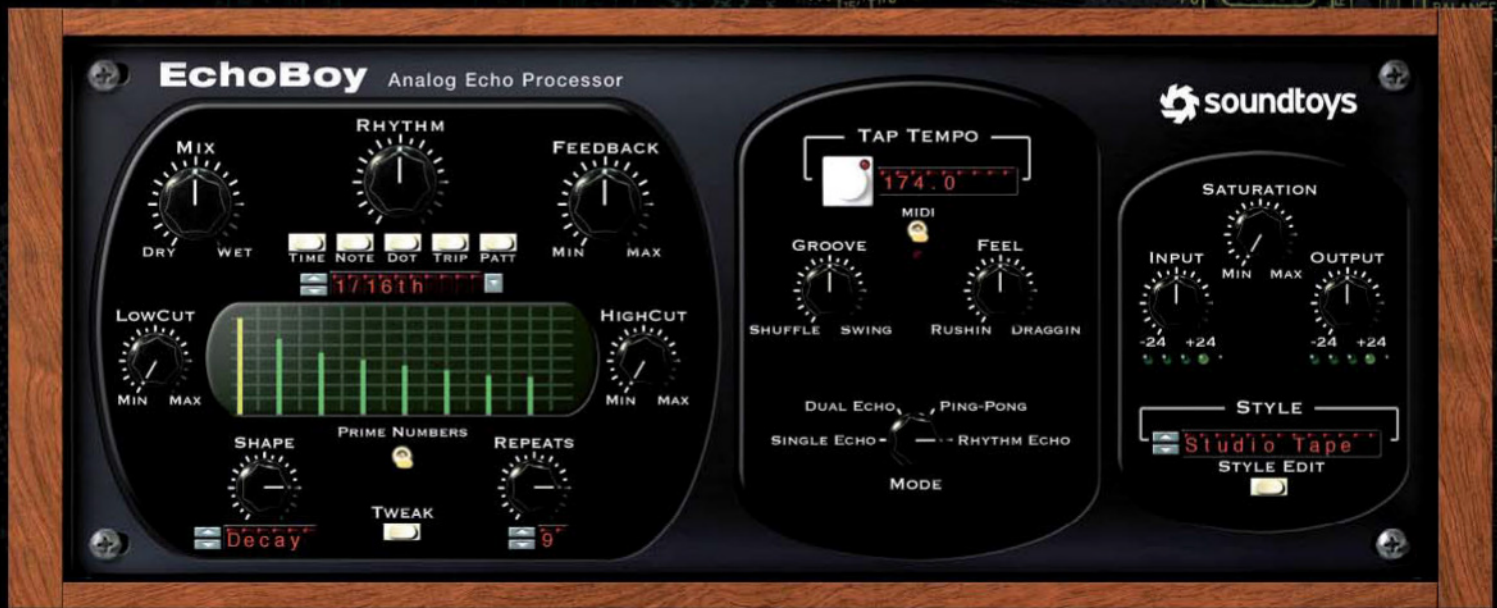 BALANCE
EchoBoy Analog Echo Processor
soundtoys
MIX
RHYTHM
FEEDBACK
DRY WET
TIME NOTE DOT TRIP PATT
MIN MAX
1/16th
LOWCUT
HIGHCUT
MIN MAX
MIN MAX
PRIME NUMBERS
SHAPE
REPEATS
TWEAK
Decay
9
TAP TEMPO
174.0
MIDI
GROOVE
FEEL
SHUFFLE SWING
RUSHIN DRAGGIN
DUAL ECHO
PING-PONG
SINGLE ECHO
RHYTHM ECHO
MODE
SATURATION
MIN MAX
INPUT
OUTPUT
-24 +24
-24 +24
STYLE
Studio Tape
STYLE EDIT